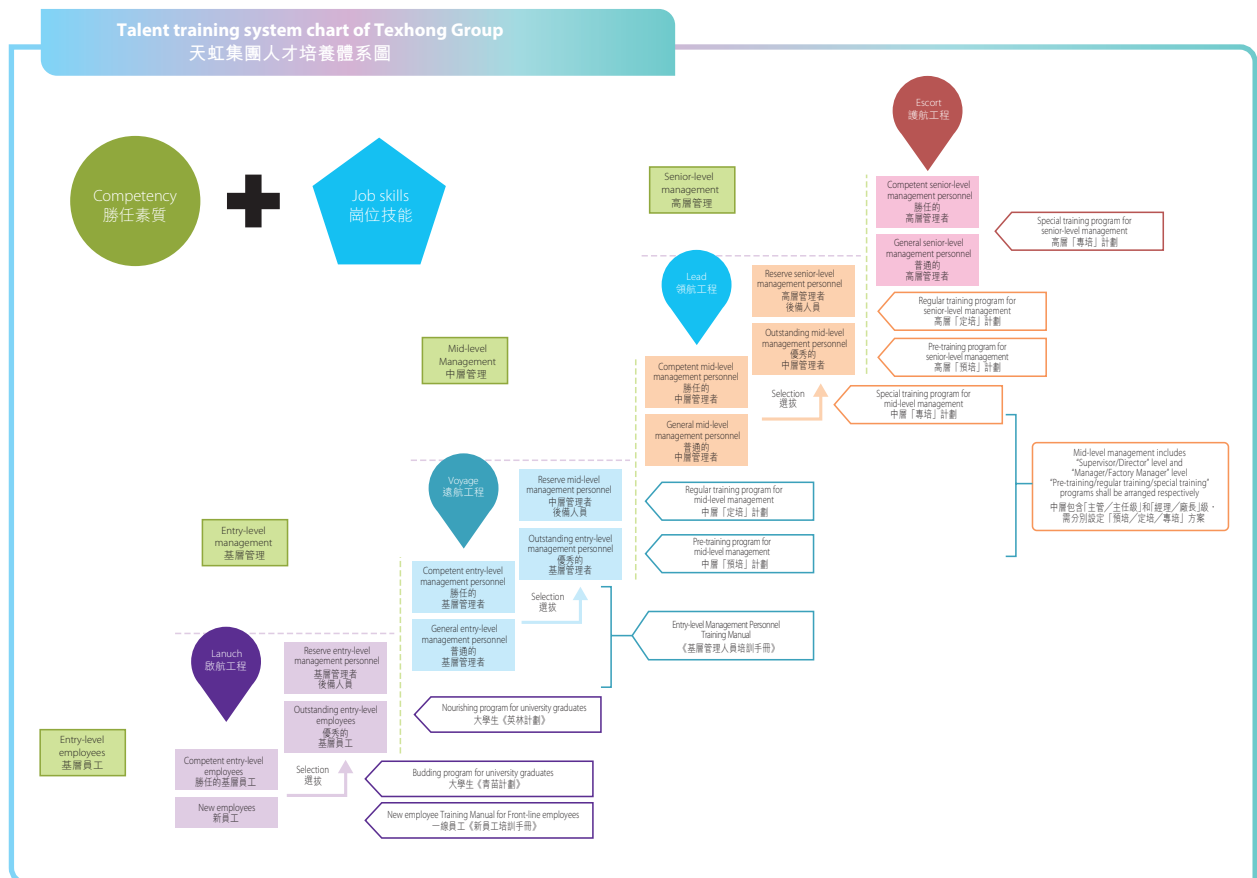 Talent training system chart of Texhong Group
天虹集團人才培養體系圖
Competency
勝任素質
Job skills
崗位技能
Escort
護航工程
Senior-level
management
高層管理
Competent senior-level
management personnel
勝任的
高層管理者
General senior-level
management personnel
普通的
高層管理者
Special training program for
senior-level management
高層「專培」計劃
Lead
領航工程
Reserve senior-level
management personnel
高層管理者
後備人員
Outstanding mid-level
management personnel
優秀的
中層管理者
Regular training program for
senior-level management
高層「定培」計劃
Pre-training program for
senior-level management
高層「預培」計劃
Mid-level
Management
中層管理
Competent mid-level
management personnel
勝任的
中層管理者
General mid-level
management personnel
普通的
中層管理者
Selection
選拔
Special training program for
mid-level management
中層「專培」計劃
Mid-level management includes
"Supervisor/Director" level and
"Manager/Factory Manager" level
"Pre-training/regular training/special training"
programs shall be arranged respectively
中層包含「主管╱主任級」和「經理╱廠長」級，
需分別設定「預培╱定培╱專培」方案
Voyage
遠航工程
Reserve mid-level
management personnel
中層管理者
後備人員
Outstanding entry-level
management personnel
優秀的
基層管理者
Regular training program for
mid-level management
中層「定培」計劃
Pre-training program for
mid-level management
中層「預培」計劃
Entry-level
management
基層管理
Competent entry-level
management personnel
勝任的
基層管理者
General entry-level
management personnel
普通的
基層管理者
Selection
選拔
Entry-level Management Personnel
Training Manual
《基層管理人員培訓手冊》
Lanuch
啟航工程
Reserve entry-level
management personnel
基層管理者
後備人員
Outstanding entry-level
employees
優秀的
基層員工
Nourishing program for university graduates
大學生《英林計劃》
Entry-level
employees
基層員工
Competent entry-level
employees
勝任的基層員工
New employees
新員工
Selection
選拔
Budding program for university graduates
大學生《青苗計劃》
New employee Training Manual for Front-line employees
一線員工《新員工培訓手冊》